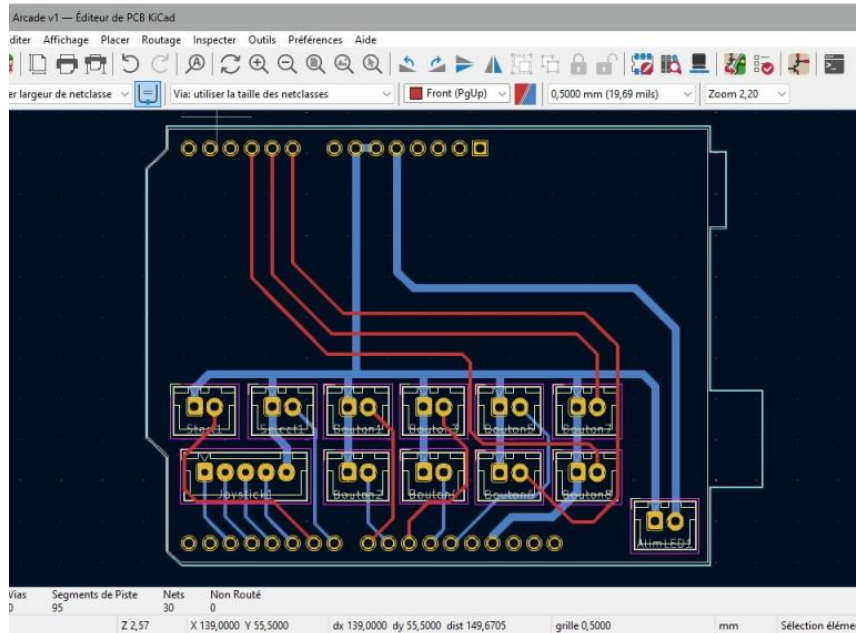 Arcade v1 — Éditeur de PCB KiCad
diter Affichage Placer Routage Inspecter Outils Préférences Aide
er largeur de netclasse Via: utiliser la taille des netclasses Front (PgUp) 0,5000 mm (19,69 mils) Zoom 2,20
Start1 Select1 Bouton1 Bouton3 Bouton5 Bouton7
Joystick1 Bouton2 Bouton4 Bouton6 Bouton8
AlimLED1
Vias Segments de Piste Nets Non Routé
0 95 30 0
Z 2,57 X 139,0000 Y 55,5000 dx 139,0000 dy 55,5000 dist 149,6705 grille 0,5000 mm Sélection éléme